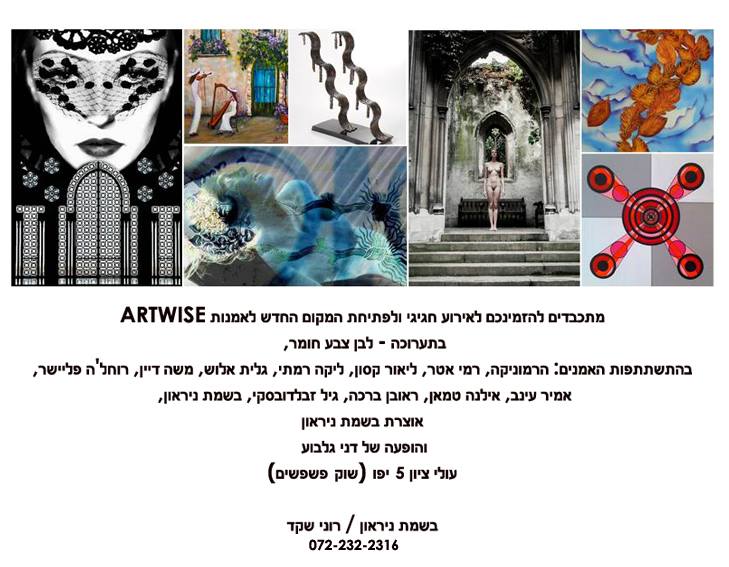 מתכבדים להזמינכם לאירוע חגיגי ולפתיחת המקום החדש לאמנות ARTWISE
בתערוכה - לבן צבע חומר,
בהתשתתפות האמנים: הרמוניקה, רמי אטר, ליאור קסון, ליקה רמתי, גלית אלוש, משה דיין, רוחל'ה פליישר,
אמיר עינב, אילנה טמאן, ראובן ברכה, גיל זבלדובסקי, בשמת ניראון,
אוצרת בשמת ניראון
והופעה של דני גלבוע
עולי ציון 5 יפו (שוק פשפשים)
בשמת ניראון / רוני שקד
072-232-2316